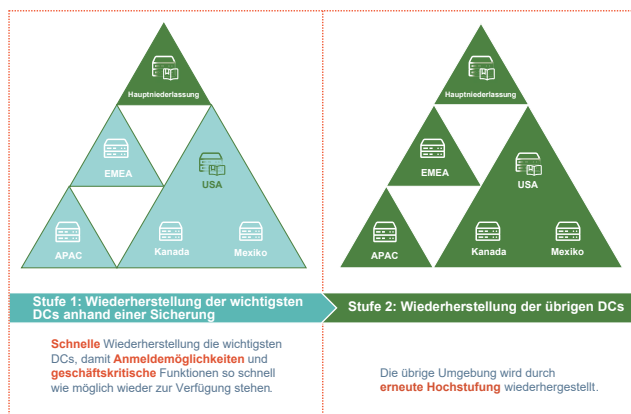 Hauptniederlassung
EMEA
USA
APAC
Kanada
Mexiko
Stufe 1: Wiederherstellung der wichtigsten
DCs anhand einer Sicherung
Schnelle Wiederherstellung die wichtigsten
DCs, damit Anmeldemöglichkeiten und
geschäftskritische Funktionen so schnell
wie möglich wieder zur Verfügung stehen.
Hauptniederlassung
EMEA
USA
APAC
Kanada
Mexiko
Stufe 2: Wiederherstellung der übrigen DCs
Die übrige Umgebung wird durch
erneute Hochstufung wiederhergestellt.